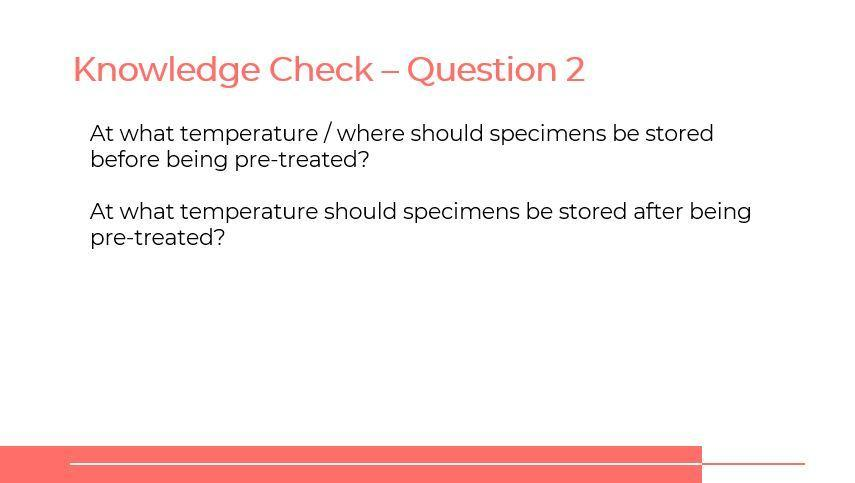 Knowledge Check – Question 2
At what temperature / where should specimens be stored
before being pre-treated?
At what temperature should specimens be stored after being
pre-treated?